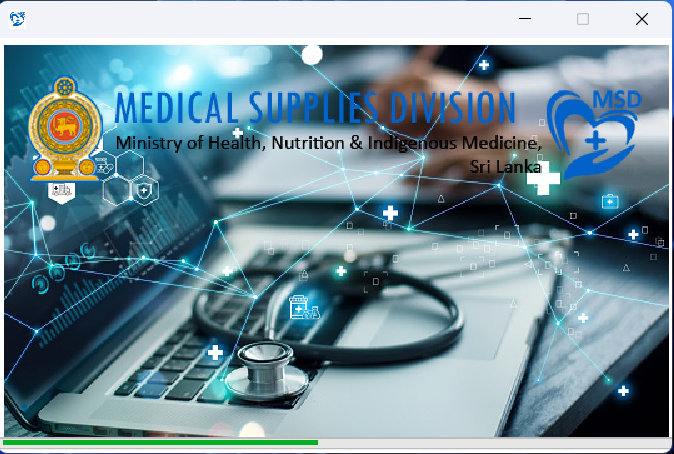 MEDICAL SUPPLIES DIVISION
MSD
Ministry of Health, Nutrition & Indigenous Medicine,
Sri Lanka